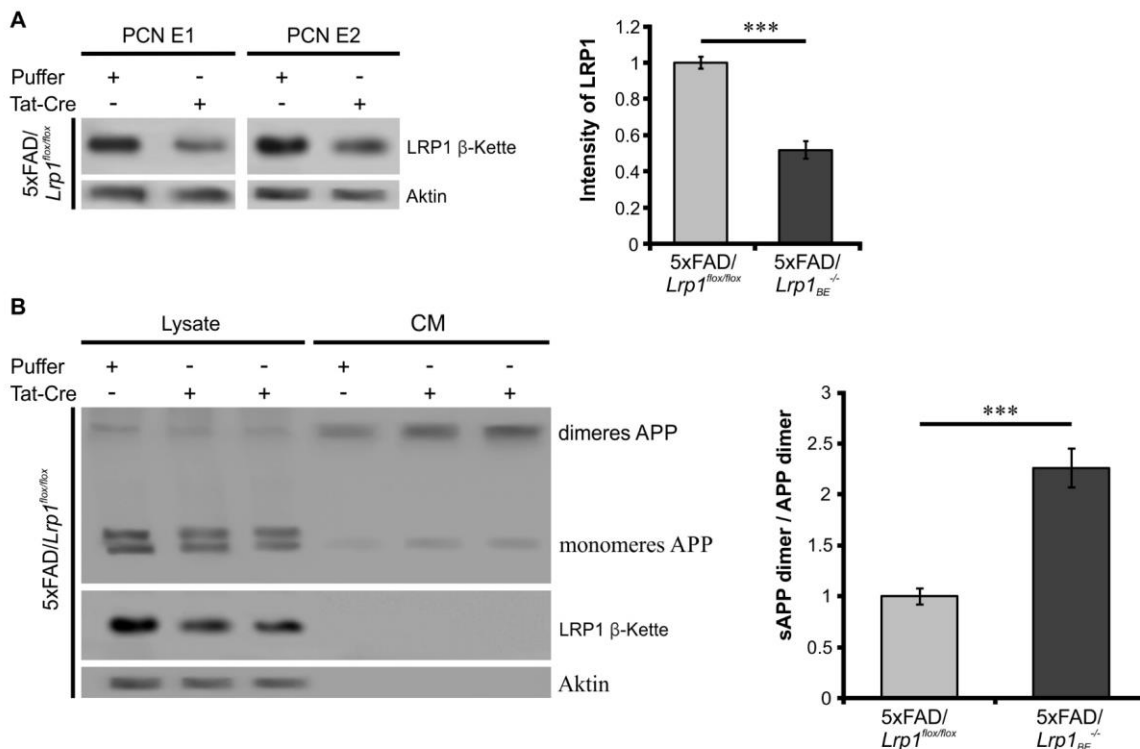 A
PCN E1 PCN E2
Puffer + - + -
Tat-Cre - + - +
5xFAD/
Lrp1flox/flox
LRP1 β-Kette
Aktin
Intensity of LRP1
***
1.4
1.2
1
0.8
0.6
0.4
0.2
0
5xFAD/ 5xFAD/
Lrp1flox/flox Lrp1BE-/-
B
Lysate CM
Puffer + - - + - -
Tat-Cre - + + - + +
5xFAD/Lrp1flox/flox
dimeres APP
monomeres APP
LRP1 β-Kette
Aktin
sAPP dimer / APP dimer
***
3
2.5
2
1.5
1
0.5
0
5xFAD/ 5xFAD/
Lrp1flox/flox Lrp1BE-/-